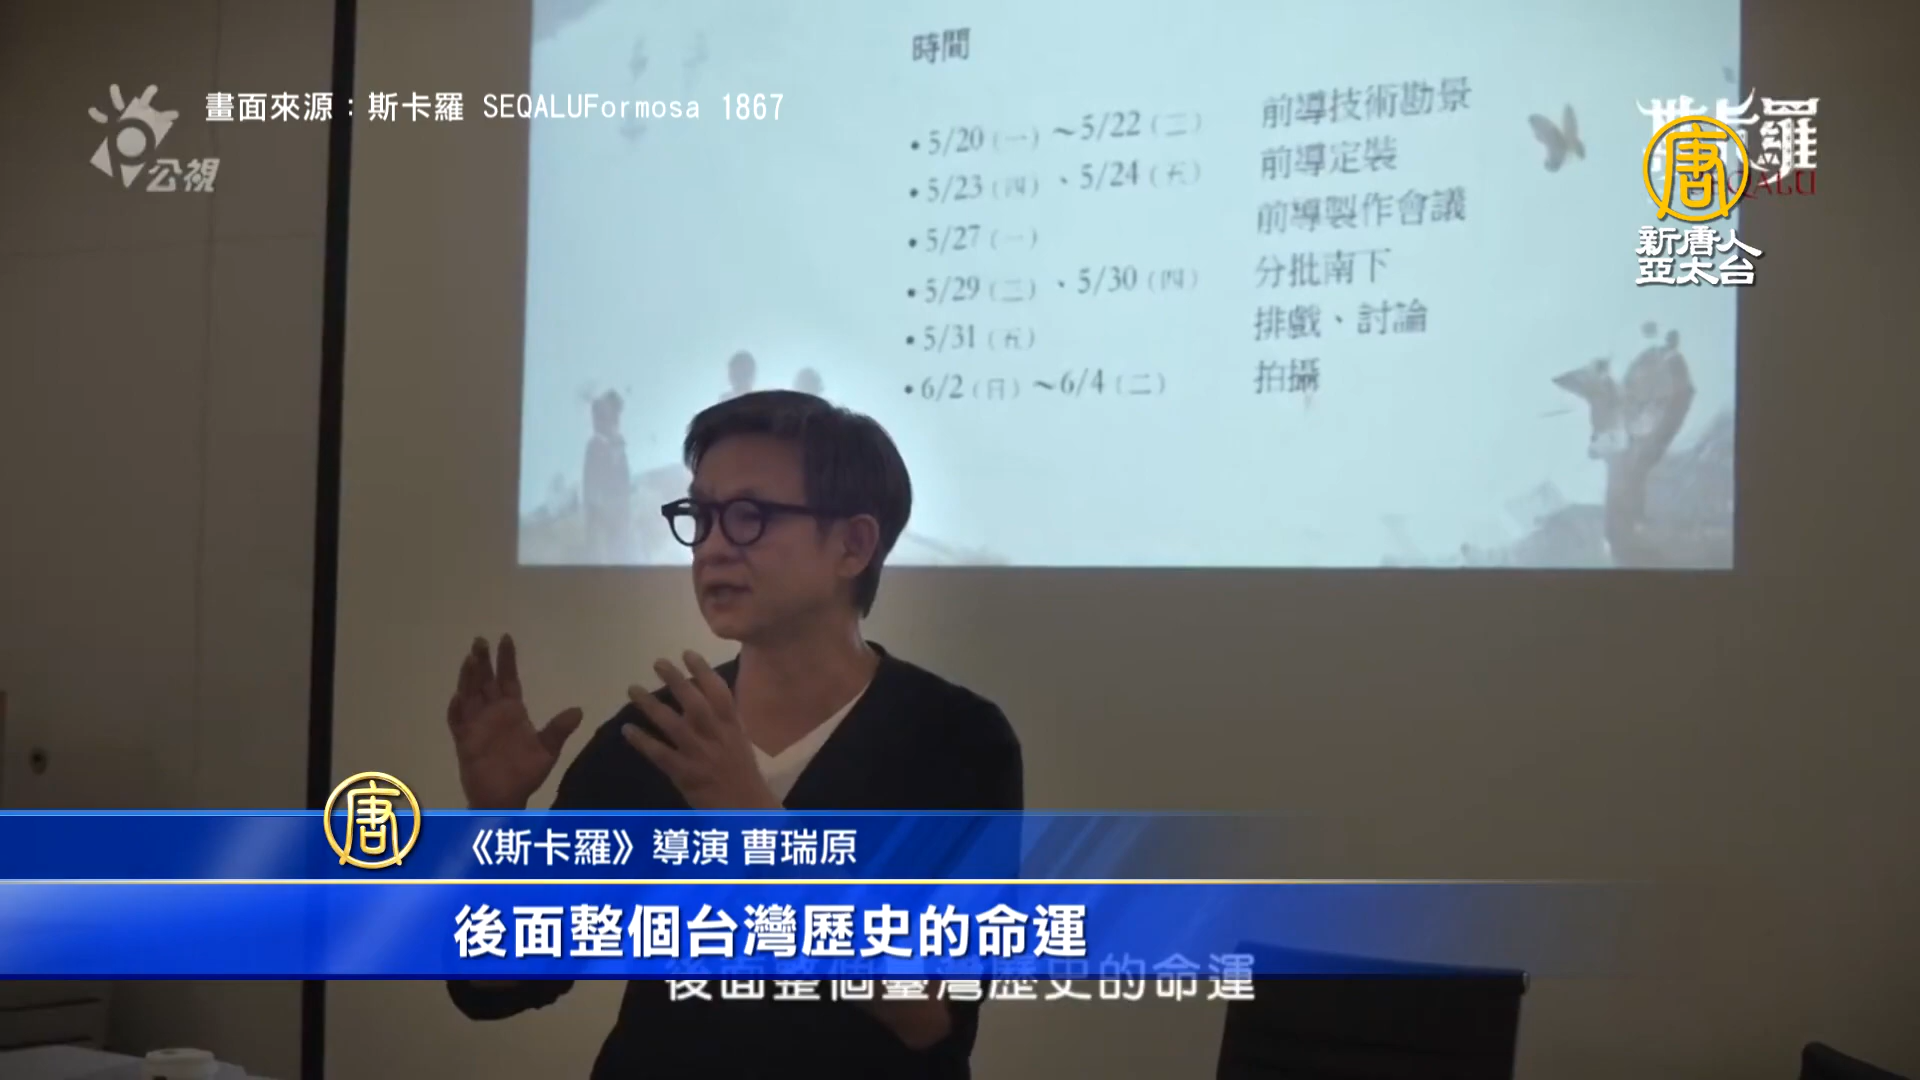 時間
• 5/20 (一) ～5/22 (二) 前導技術勘景
• 5/23 (四) 、5/24 (五) 前導定裝
• 5/27 (一) 前導製作會議
• 5/29 (二) 、5/30 (四) 分批南下
• 5/31 (五) 排戲、討論
• 6/2 (日) ～6/4 (二) 拍攝
畫面來源：斯卡羅 SEQALUFormosa 1867
公視
唐
新唐人
亞太台
唐
《斯卡羅》導演 曹瑞原
後面整個台灣歷史的命運
後面整個臺灣歷史的命運